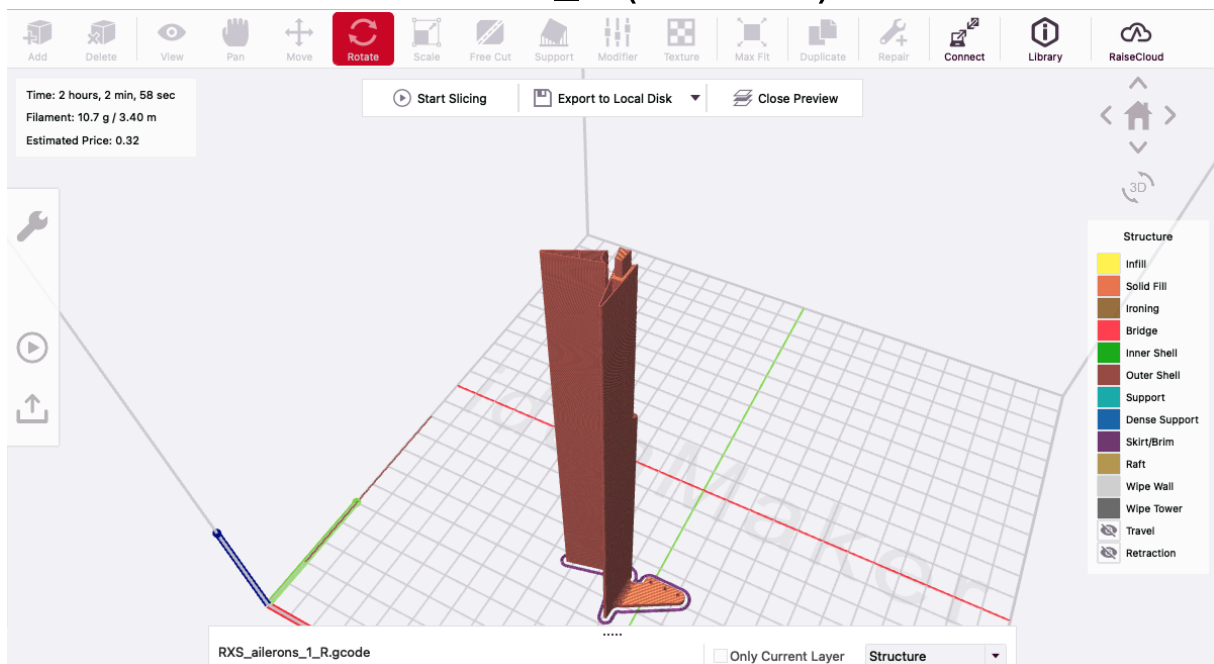 Add Delete View Pan Move Rotate Scale Free Cut Support Modifier Texture Max Fit Duplicate Repair Connect Library RaiseCloud
Time: 2 hours, 2 min, 58 sec
Filament: 10.7 g / 3.40 m
Estimated Price: 0.32
Start Slicing Export to Local Disk Close Preview
3D
Structure
Infill
Solid Fill
Ironing
Bridge
Inner Shell
Outer Shell
Support
Dense Support
Skirt/Brim
Raft
Wipe Wall
Wipe Tower
Travel
Retraction
RXS_ailerons_1_R.gcode
Only Current Layer Structure